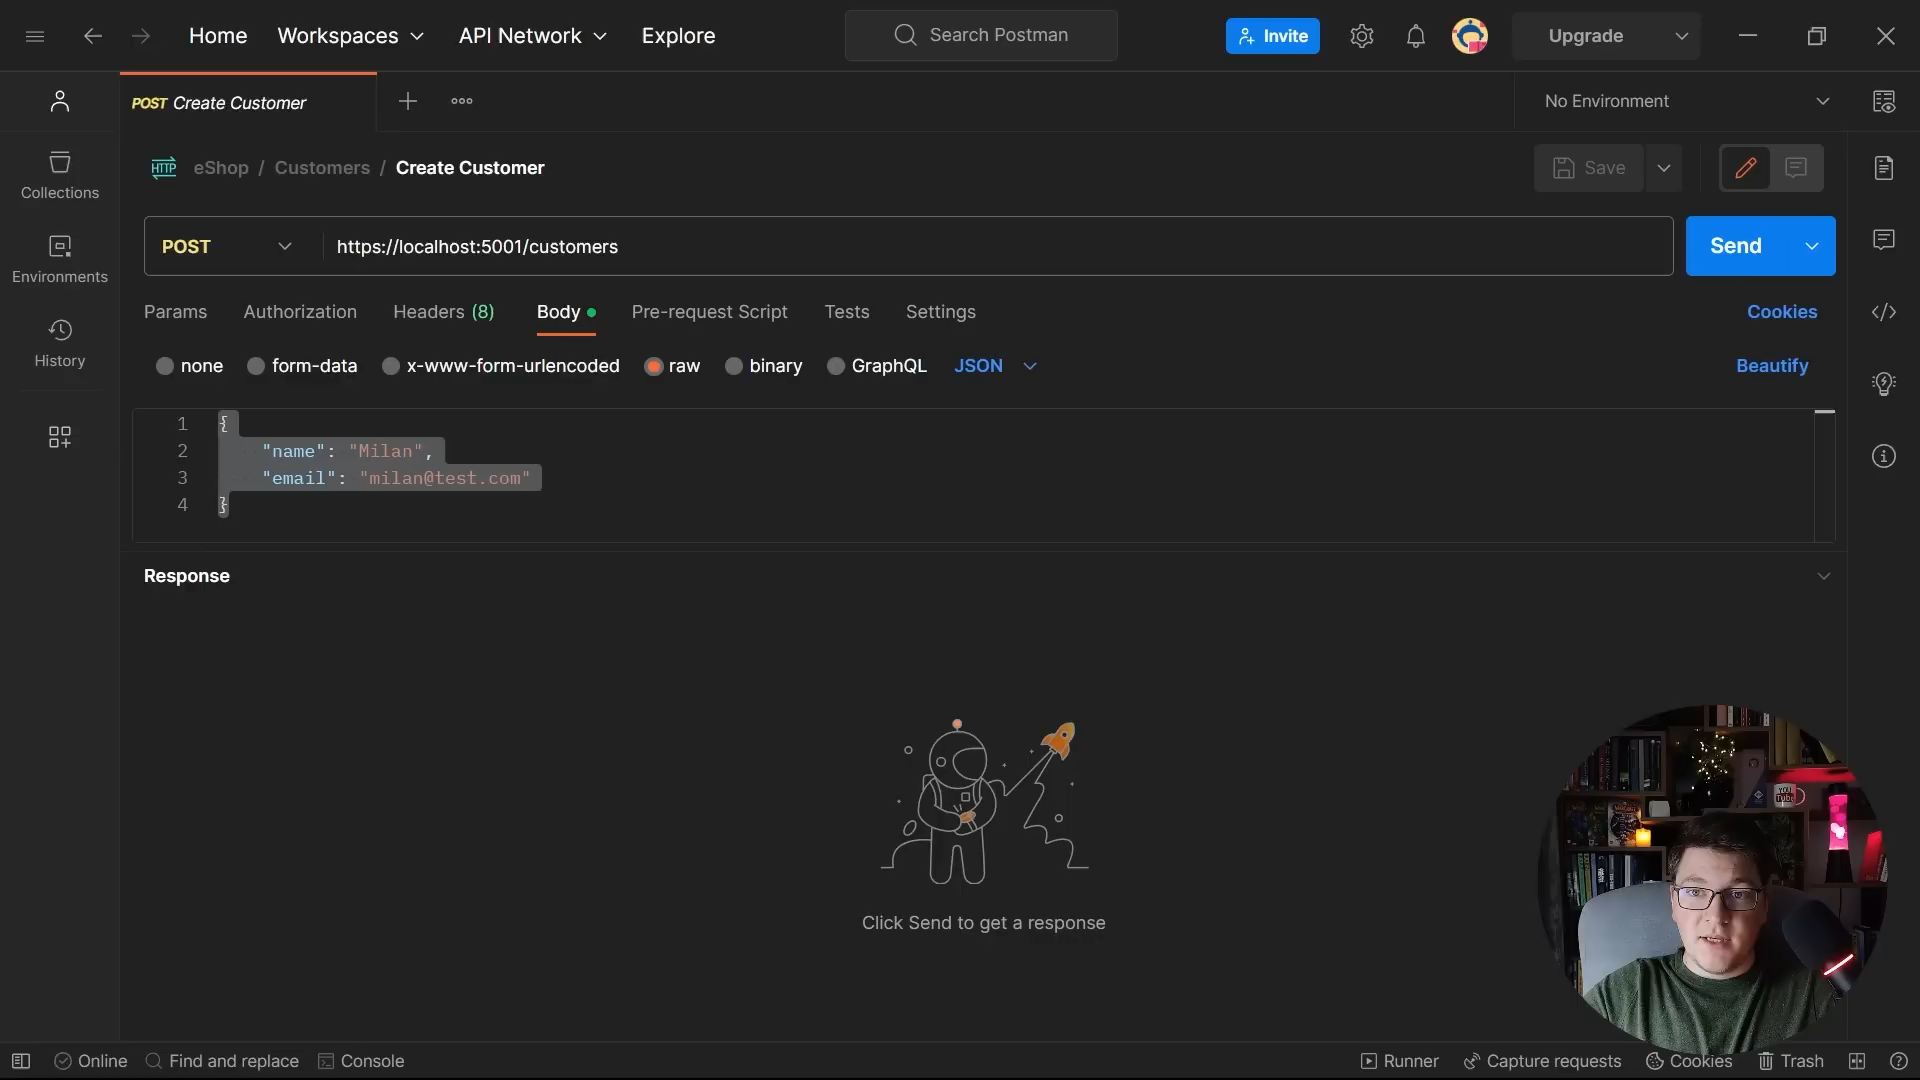 Home Workspaces API Network Explore Search Postman Invite Upgrade
POST Create Customer No Environment
HTTP eShop / Customers / Create Customer Save
POST https://localhost:5001/customers Send
Params Authorization Headers (8) Body Pre-request Script Tests Settings Cookies
none form-data x-www-form-urlencoded raw binary GraphQL JSON Beautify
Collections
Environments
History
1 {
2 "name": "Milan",
3 "email": "milan@test.com"
4 }
Response
Click Send to get a response
You
Tube
Online Find and replace Console Runner Capture requests Cookies Trash